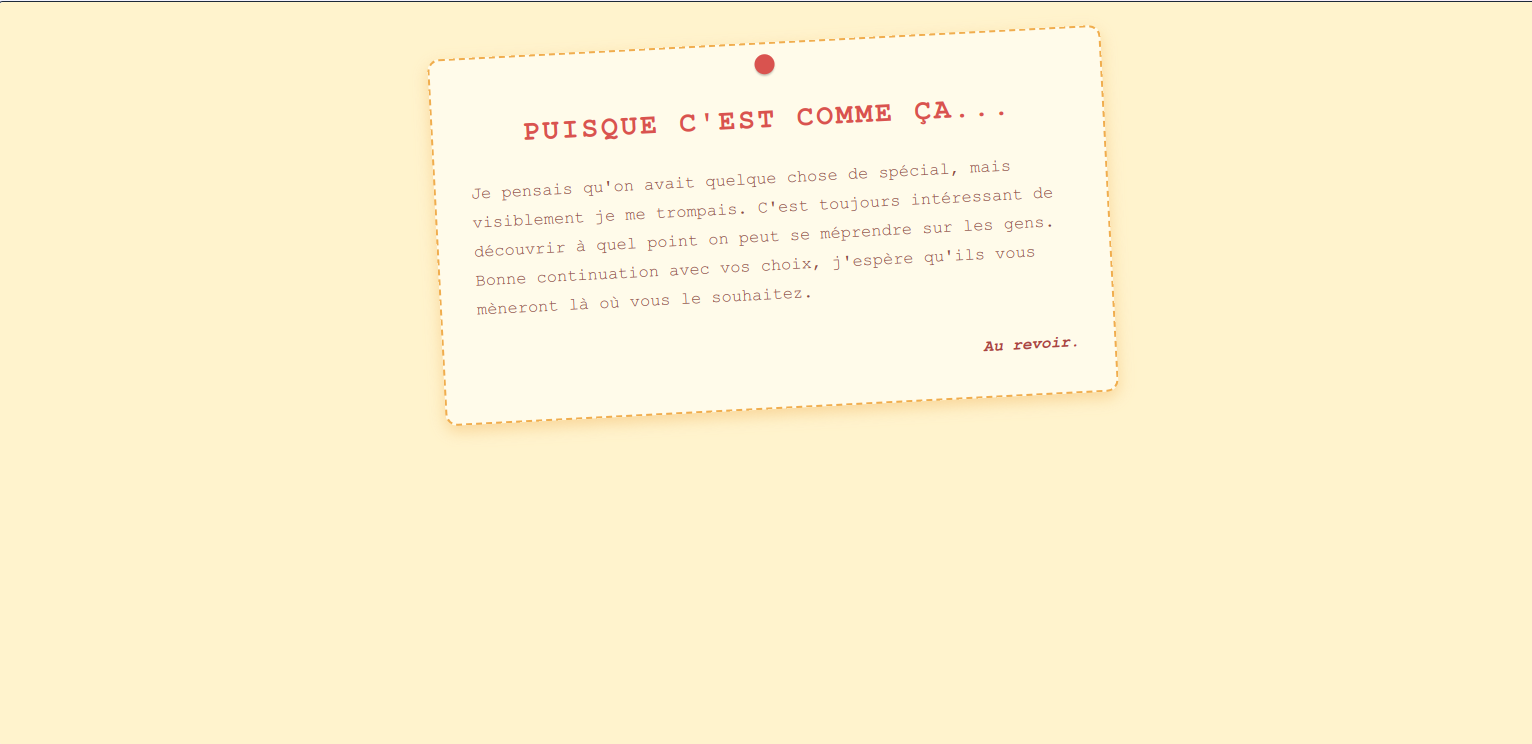 PUISQUE C'EST COMME ÇA...
Je pensais qu'on avait quelque chose de spécial, mais
visiblement je me trompais. C'est toujours intéressant de
découvrir à quel point on peut se méprendre sur les gens.
Bonne continuation avec vos choix, j'espère qu'ils vous
mèneront là où vous le souhaitez.
Au revoir.